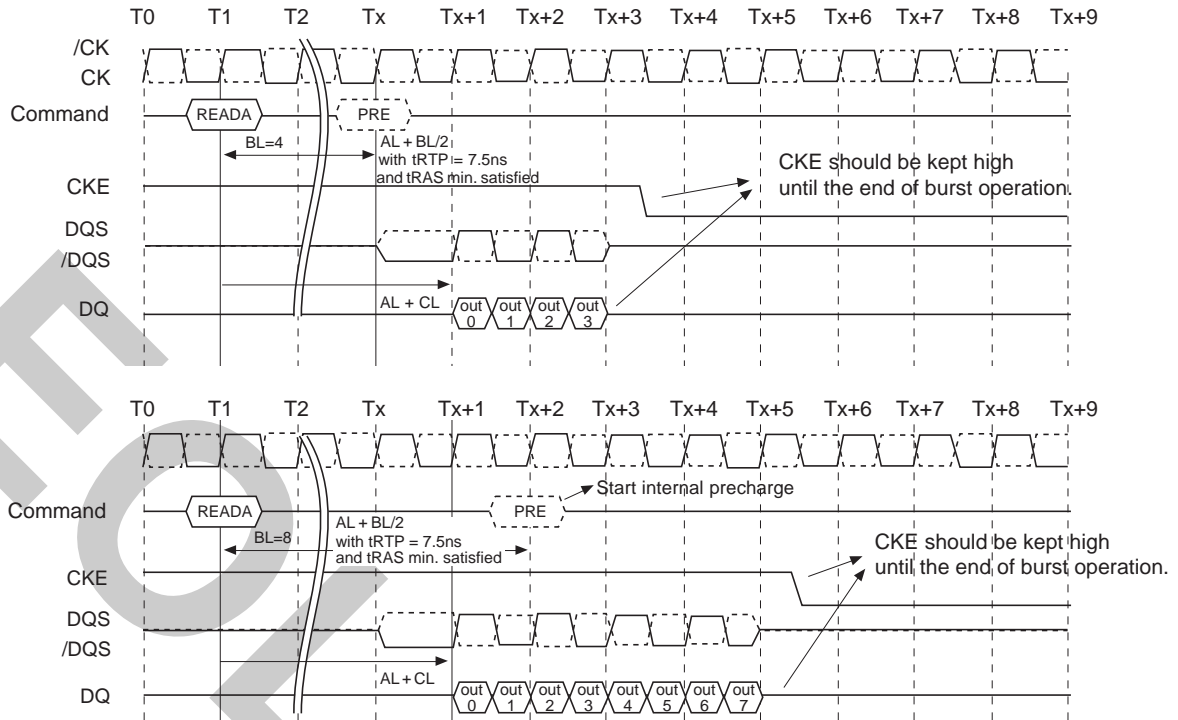 T0 T1 T2 Tx Tx+1 Tx+2 Tx+3 Tx+4 Tx+5 Tx+6 Tx+7 Tx+8 Tx+9
/CK
CK
Command READA PRE
BL=4 AL + BL/2
with tRTP = 7.5ns
and tRAS min. satisfied
CKE should be kept high
until the end of burst operation.
CKE
DQS
/DQS
AL + CL
DQ out 0 out 1 out 2 out 3
T0 T1 T2 Tx Tx+1 Tx+2 Tx+3 Tx+4 Tx+5 Tx+6 Tx+7 Tx+8 Tx+9
Start internal precharge
Command READA PRE
BL=8 AL + BL/2
with tRTP = 7.5ns
and tRAS min. satisfied
CKE should be kept high
until the end of burst operation.
CKE
DQS
/DQS
AL + CL
DQ out 0 out 1 out 2 out 3 out 4 out 5 out 6 out 7